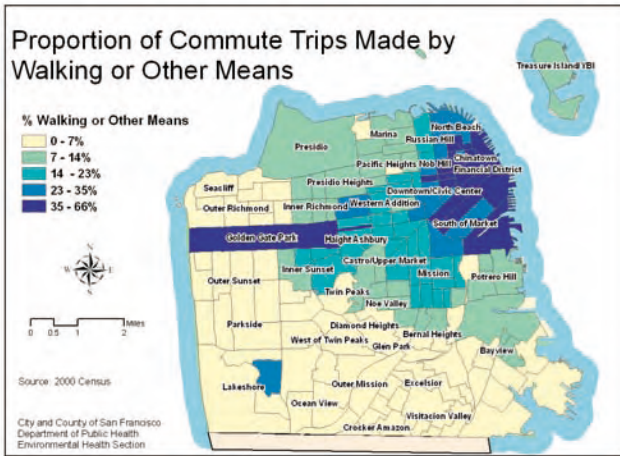 Proportion of Commute Trips Made by
Walking or Other Means
Treasure Island/YBI
% Walking or Other Means
0 - 7%
7 - 14%
14 - 23%
23 - 35%
35 - 66%
North Beach
Marina
Russian Hill
Presidio
Chinatown
Pacific Heights
Nob Hill
Financial District
Presidio Heights
Seacliff
Downtown/Civic Center
Western Addition
Outer Richmond
Inner Richmond
South of Market
Golden Gate Park
Haight Ashbury
N
W
E
S
Castro/Upper Market
Inner Sunset
Mission
Potrero Hill
Outer Sunset
Twin Peaks
Noe Valley
0 0.5 1 2
Miles
Parkside
Diamond Heights
Bernal Heights
West of Twin Peaks
Glen Park
Bayview
Source: 2000 Census
Lakeshore
Outer Mission
Excelsior
Ocean View
Visitacion Valley
Crocker Amazon
City and County of San Francisco
Department of Public Health
Environmental Health Section